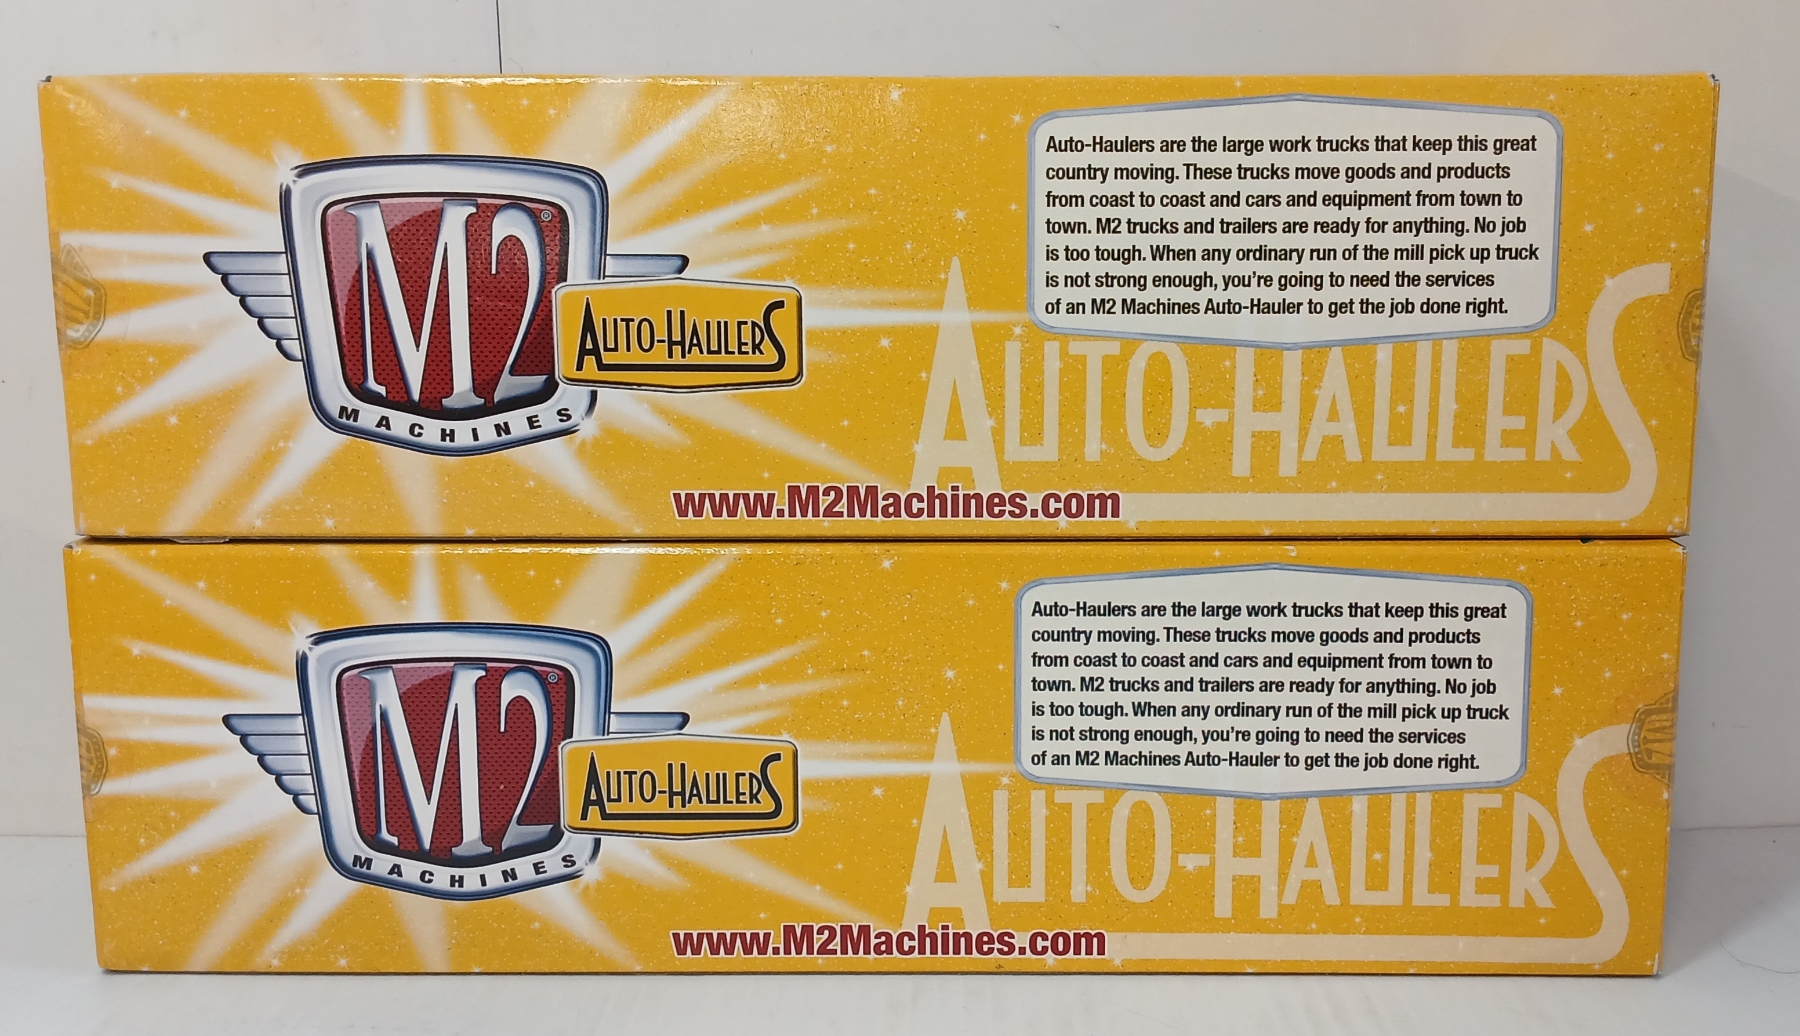 M2®
MACHINES
AUTO-HAULERS
Auto-Haulers are the large work trucks that keep this great
country moving. These trucks move goods and products
from coast to coast and cars and equipment from town to
town. M2 trucks and trailers are ready for anything. No job
is too tough. When any ordinary run of the mill pick up truck
is not strong enough, you're going to need the services
of an M2 Machines Auto-Hauler to get the job done right.
AUTO-HAULERS
www.M2Machines.com
M2®
MACHINES
AUTO-HAULERS
Auto-Haulers are the large work trucks that keep this great
country moving. These trucks move goods and products
from coast to coast and cars and equipment from town to
town. M2 trucks and trailers are ready for anything. No job
is too tough. When any ordinary run of the mill pick up truck
is not strong enough, you're going to need the services
of an M2 Machines Auto-Hauler to get the job done right.
AUTO-HAULERS
www.M2Machines.com